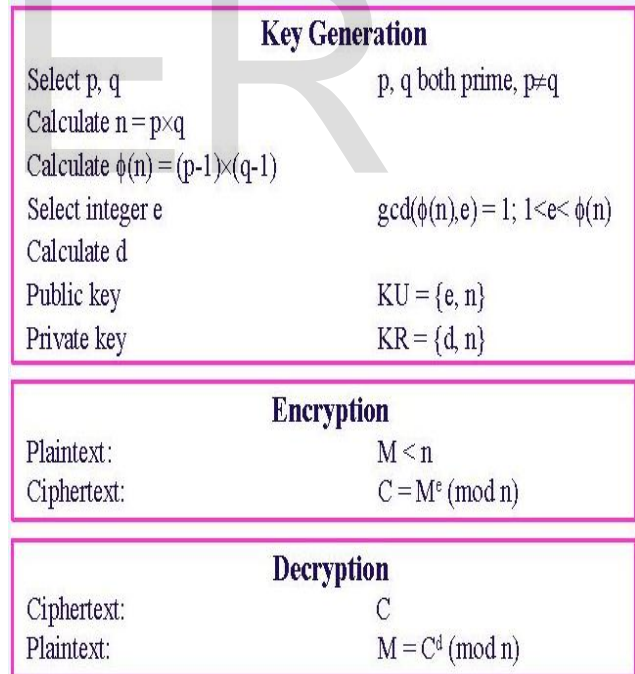 ER
Key Generation
Select p, q p, q both prime, p≠q
Calculate n = p×q
Calculate ϕ(n) = (p-1)×(q-1)
Select integer e gcd(ϕ(n),e) = 1; 1<e< ϕ(n)
Calculate d
Public key KU = {e, n}
Private key KR = {d, n}
Encryption
Plaintext: M < n
Ciphertext: C = Mᵉ (mod n)
Decryption
Ciphertext: C
Plaintext: M = Cᵈ (mod n)